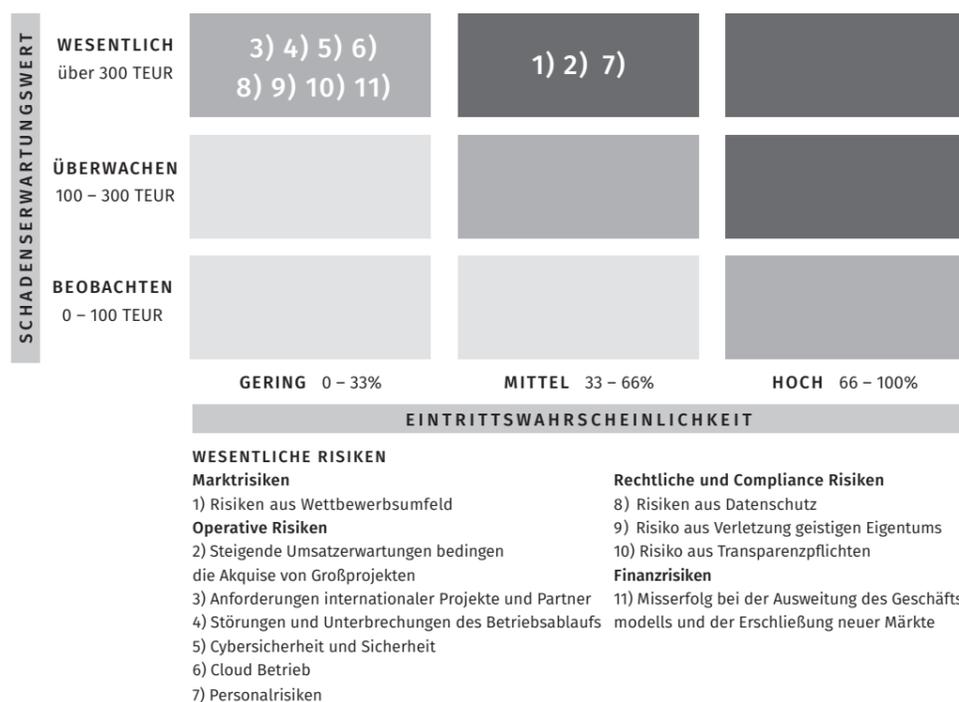 SCHADENSERWARTUNGSWERT
WESENTLICH
über 300 TEUR
3) 4) 5) 6)
8) 9) 10) 11)
1) 2) 7)
ÜBERWACHEN
100 – 300 TEUR
BEOBACHTEN
0 – 100 TEUR
GERING 0 – 33%
MITTEL 33 – 66%
HOCH 66 – 100%
EINTRITTSWAHRSCHEINLICHKEIT
WESENTLICHE RISIKEN
Marktrisiken
1) Risiken aus Wettbewerbsumfeld
Operative Risiken
2) Steigende Umsatzerwartungen bedingen
die Akquise von Großprojekten
3) Anforderungen internationaler Projekte und Partner
4) Störungen und Unterbrechungen des Betriebsablaufs
5) Cybersicherheit und Sicherheit
6) Cloud Betrieb
7) Personalrisiken
Rechtliche und Compliance Risiken
8) Risiken aus Datenschutz
9) Risiko aus Verletzung geistigen Eigentums
10) Risiko aus Transparenzpflichten
Finanzrisiken
11) Misserfolg bei der Ausweitung des Geschäfts
modells und der Erschließung neuer Märkte